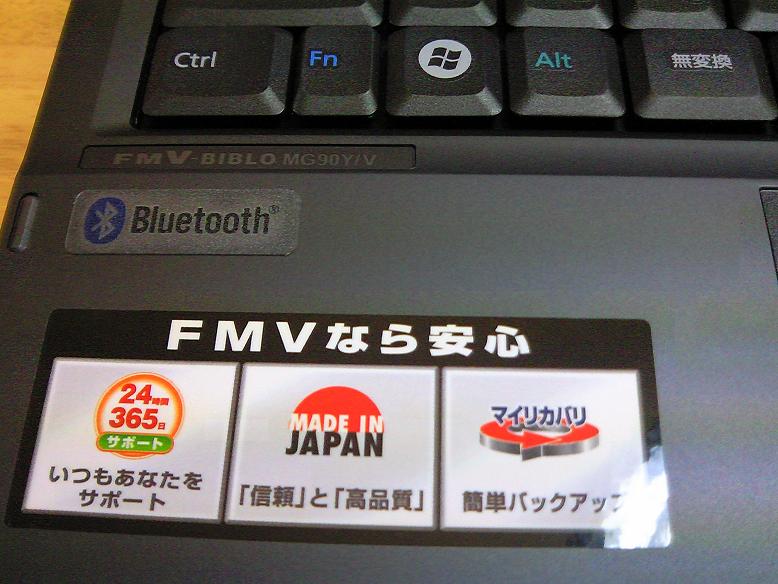 Ctrl Fn Alt 無変換
FMV-BIBLO MG90Y/V
Bluetooth®
FMVなら安心
24時間
365日
サポート
いつもあなたを
サポート
MADE IN
JAPAN
「信頼」と「高品質」
マイリカバリ
簡単バックアップ